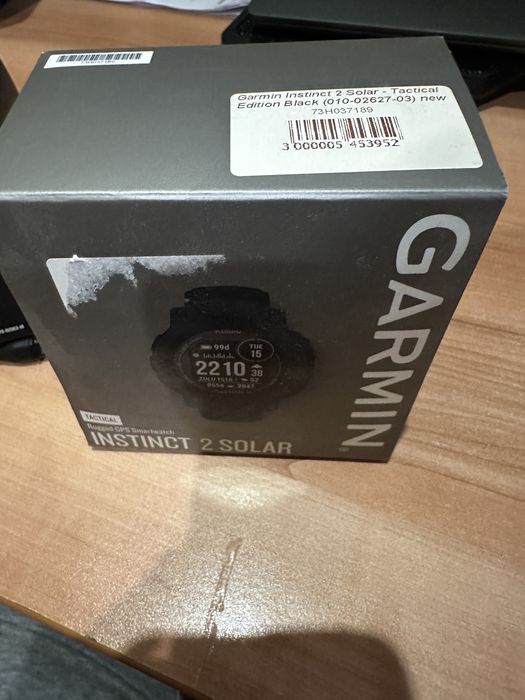 Garmin Instinct 2 Solar - Tactical
Edition Black (010-02627-03) new
73H037189
3 000005 453952
GARMIN
99d
TUE
15
2210
38
ZULU 1510
52
TACTICAL
Rugged GPS Smartwatch
INSTINCT 2 SOLAR